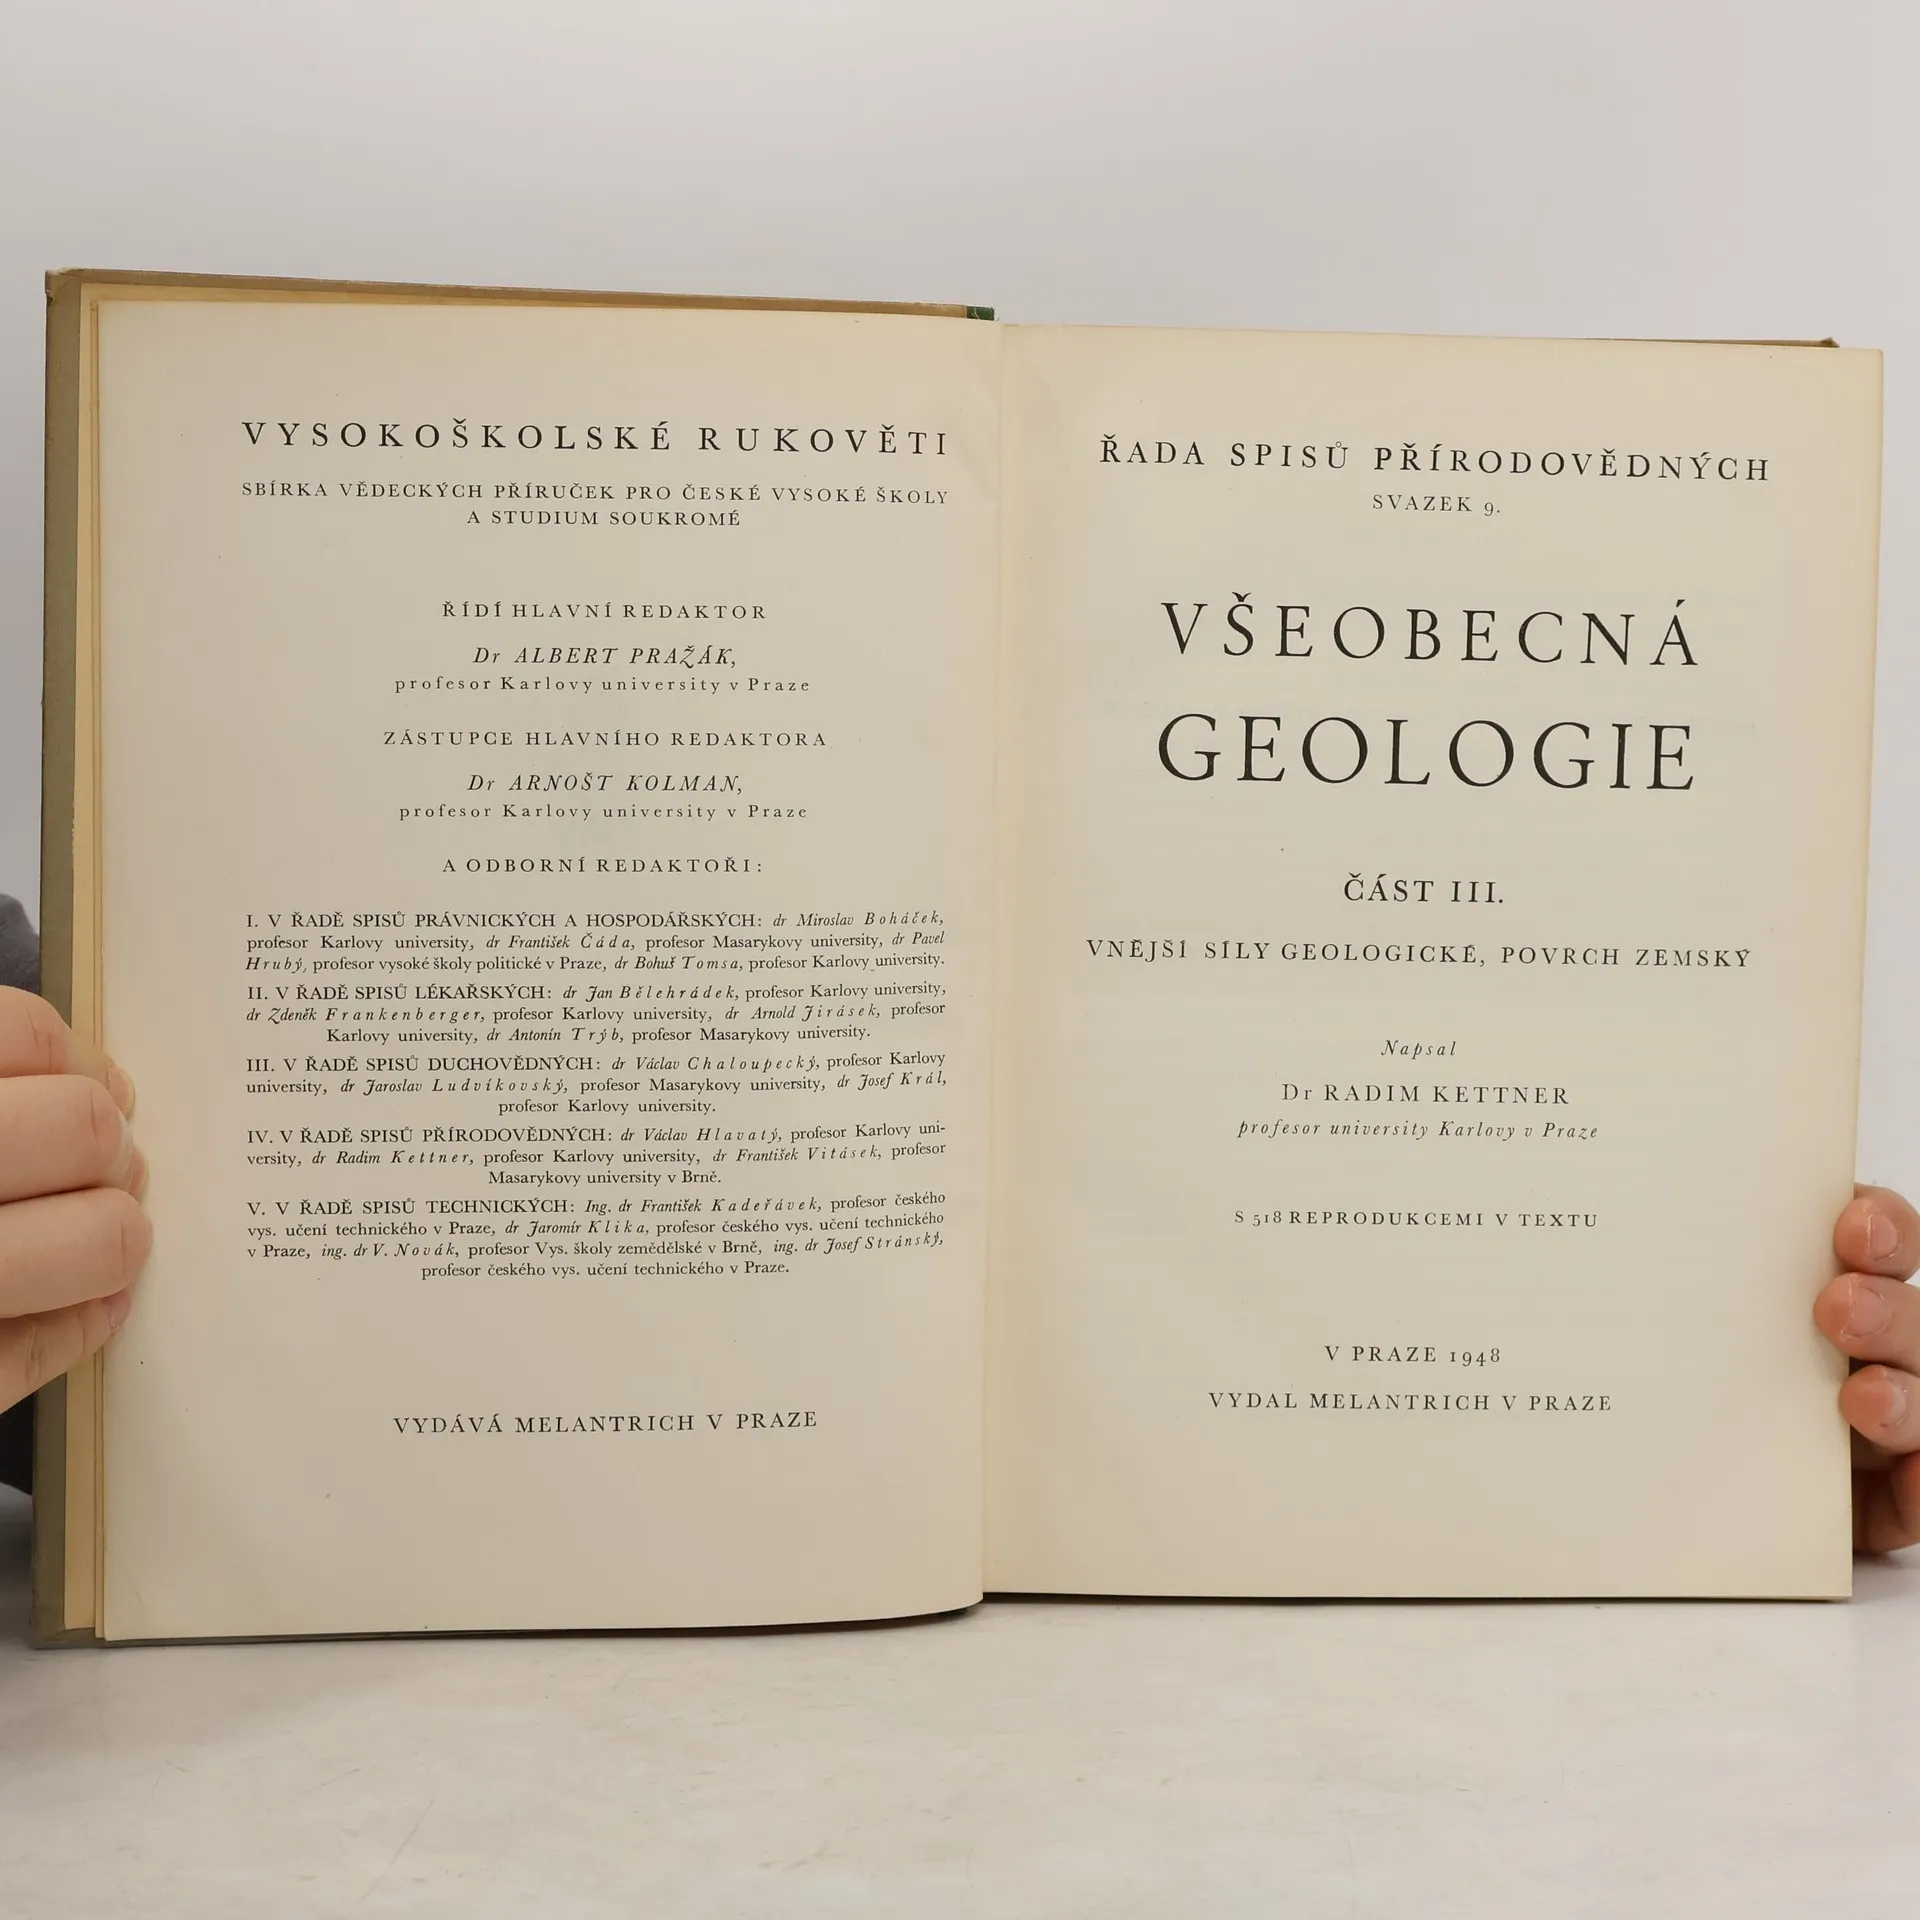 VYSOKOŠKOLSKÉ RUKOVĚTI
SBÍRKA VĚDECKÝCH PŘÍRUČEK PRO ČESKÉ VYSOKÉ ŠKOLY
A STUDIUM SOUKROMÉ
ŘÍDÍ HLAVNÍ REDAKTOR
Dr ALBERT PRAŽÁK,
profesor Karlovy university v Praze
ZÁSTUPCE HLAVNÍHO REDAKTORA
Dr ARNOŠT KOLMAN,
profesor Karlovy university v Praze
A ODBORNÍ REDAKTOŘI:
I. V ŘADĚ SPISŮ PRÁVNICKÝCH A HOSPODÁŘSKÝCH: dr Miroslav Boháček,
profesor Karlovy university, dr František Čáda, profesor Masarykovy university, dr Pavel
Hrubý, profesor vysoké školy politické v Praze, dr Bohuš Tomsa, profesor Karlovy university.
II. V ŘADĚ SPISŮ LÉKAŘSKÝCH: dr Jan Bělehrádek, profesor Karlovy university,
dr Zdeněk Frankenberger, profesor Karlovy university, dr Arnold Jirásek, profesor
Karlovy university, dr Antonín Trýb, profesor Masarykovy university.
III. V ŘADĚ SPISŮ DUCHOVĚDNÝCH: dr Václav Chaloupecký, profesor Karlovy
university, dr Jaroslav Ludvíkovský, profesor Masarykovy university, dr Josef Král,
profesor Karlovy university.
IV. V ŘADĚ SPISŮ PŘÍRODOVĚDNÝCH: dr Václav Hlavatý, profesor Karlovy uni-
versity, dr Radim Kettner, profesor Karlovy university, dr František Vitásek, profesor
Masarykovy university v Brně.
V. V ŘADĚ SPISŮ TECHNICKÝCH: Ing. dr František Kadeřávek, profesor českého
vys. učení technického v Praze, dr Jaromír Klika, profesor českého vys. učení technického
v Praze, ing. dr V. Novák, profesor Vys. školy zemědělské v Brně, ing. dr Josef Stránský,
profesor českého vys. učení technického v Praze.
VYDÁVÁ MELANTRICH V PRAZE
ŘADA SPISŮ PŘÍRODOVĚDNÝCH
SVAZEK 9.
VŠEOBECNÁ
GEOLOGIE
ČÁST III.
VNĚJŠÍ SÍLY GEOLOGICKÉ, POVRCH ZEMSKÝ
Napsal
Dr RADIM KETTNER
profesor university Karlovy v Praze
S 518 REPRODUKCEMI V TEXTU
V PRAZE 1948
VYDAL MELANTRICH V PRAZE